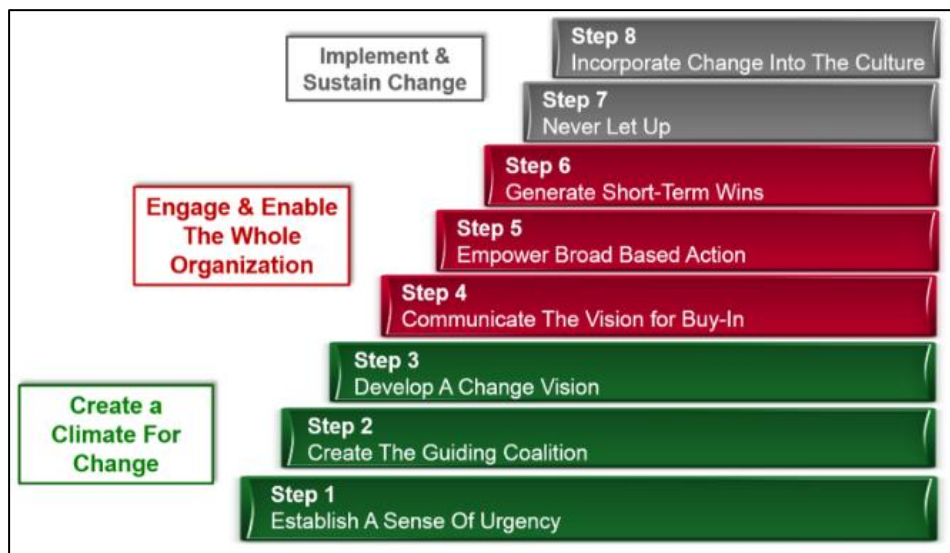 Implement &
Sustain Change
Step 8
Incorporate Change Into The Culture
Step 7
Never Let Up
Engage & Enable
The Whole
Organization
Step 6
Generate Short-Term Wins
Step 5
Empower Broad Based Action
Step 4
Communicate The Vision for Buy-In
Create a
Climate For
Change
Step 3
Develop A Change Vision
Step 2
Create The Guiding Coalition
Step 1
Establish A Sense Of Urgency